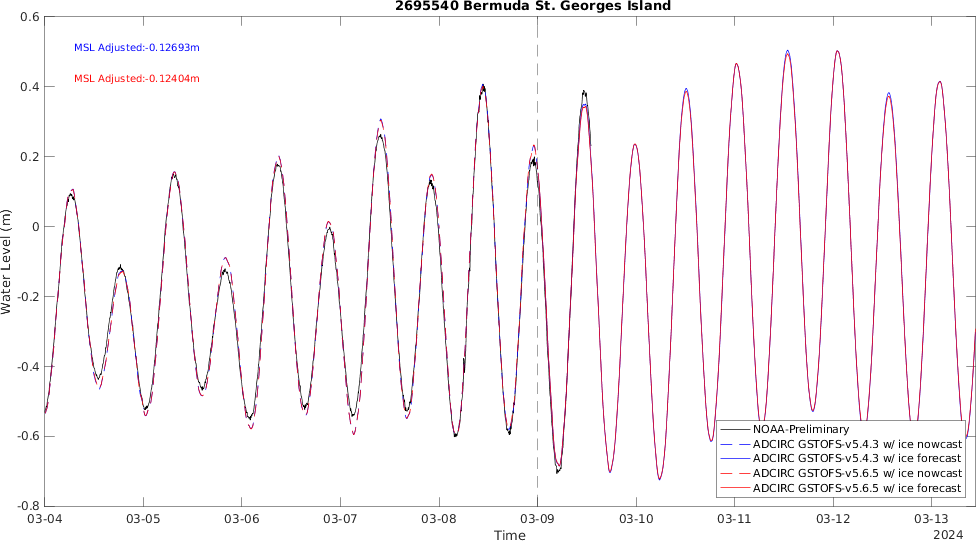 2695540 Bermuda St. Georges Island
MSL Adjusted:-0.12693m
MSL Adjusted:-0.12404m
Water Level (m)
0.6
0.4
0.2
0
-0.2
-0.4
-0.6
-0.8
NOAA-Preliminary
ADCIRC GSTOFS-v5.4.3 w/ ice nowcast
ADCIRC GSTOFS-v5.4.3 w/ ice forecast
ADCIRC GSTOFS-v5.6.5 w/ ice nowcast
ADCIRC GSTOFS-v5.6.5 w/ ice forecast
03-04 03-05 03-06 03-07 03-08 03-09 03-10 03-11 03-12 03-13
Time
2024